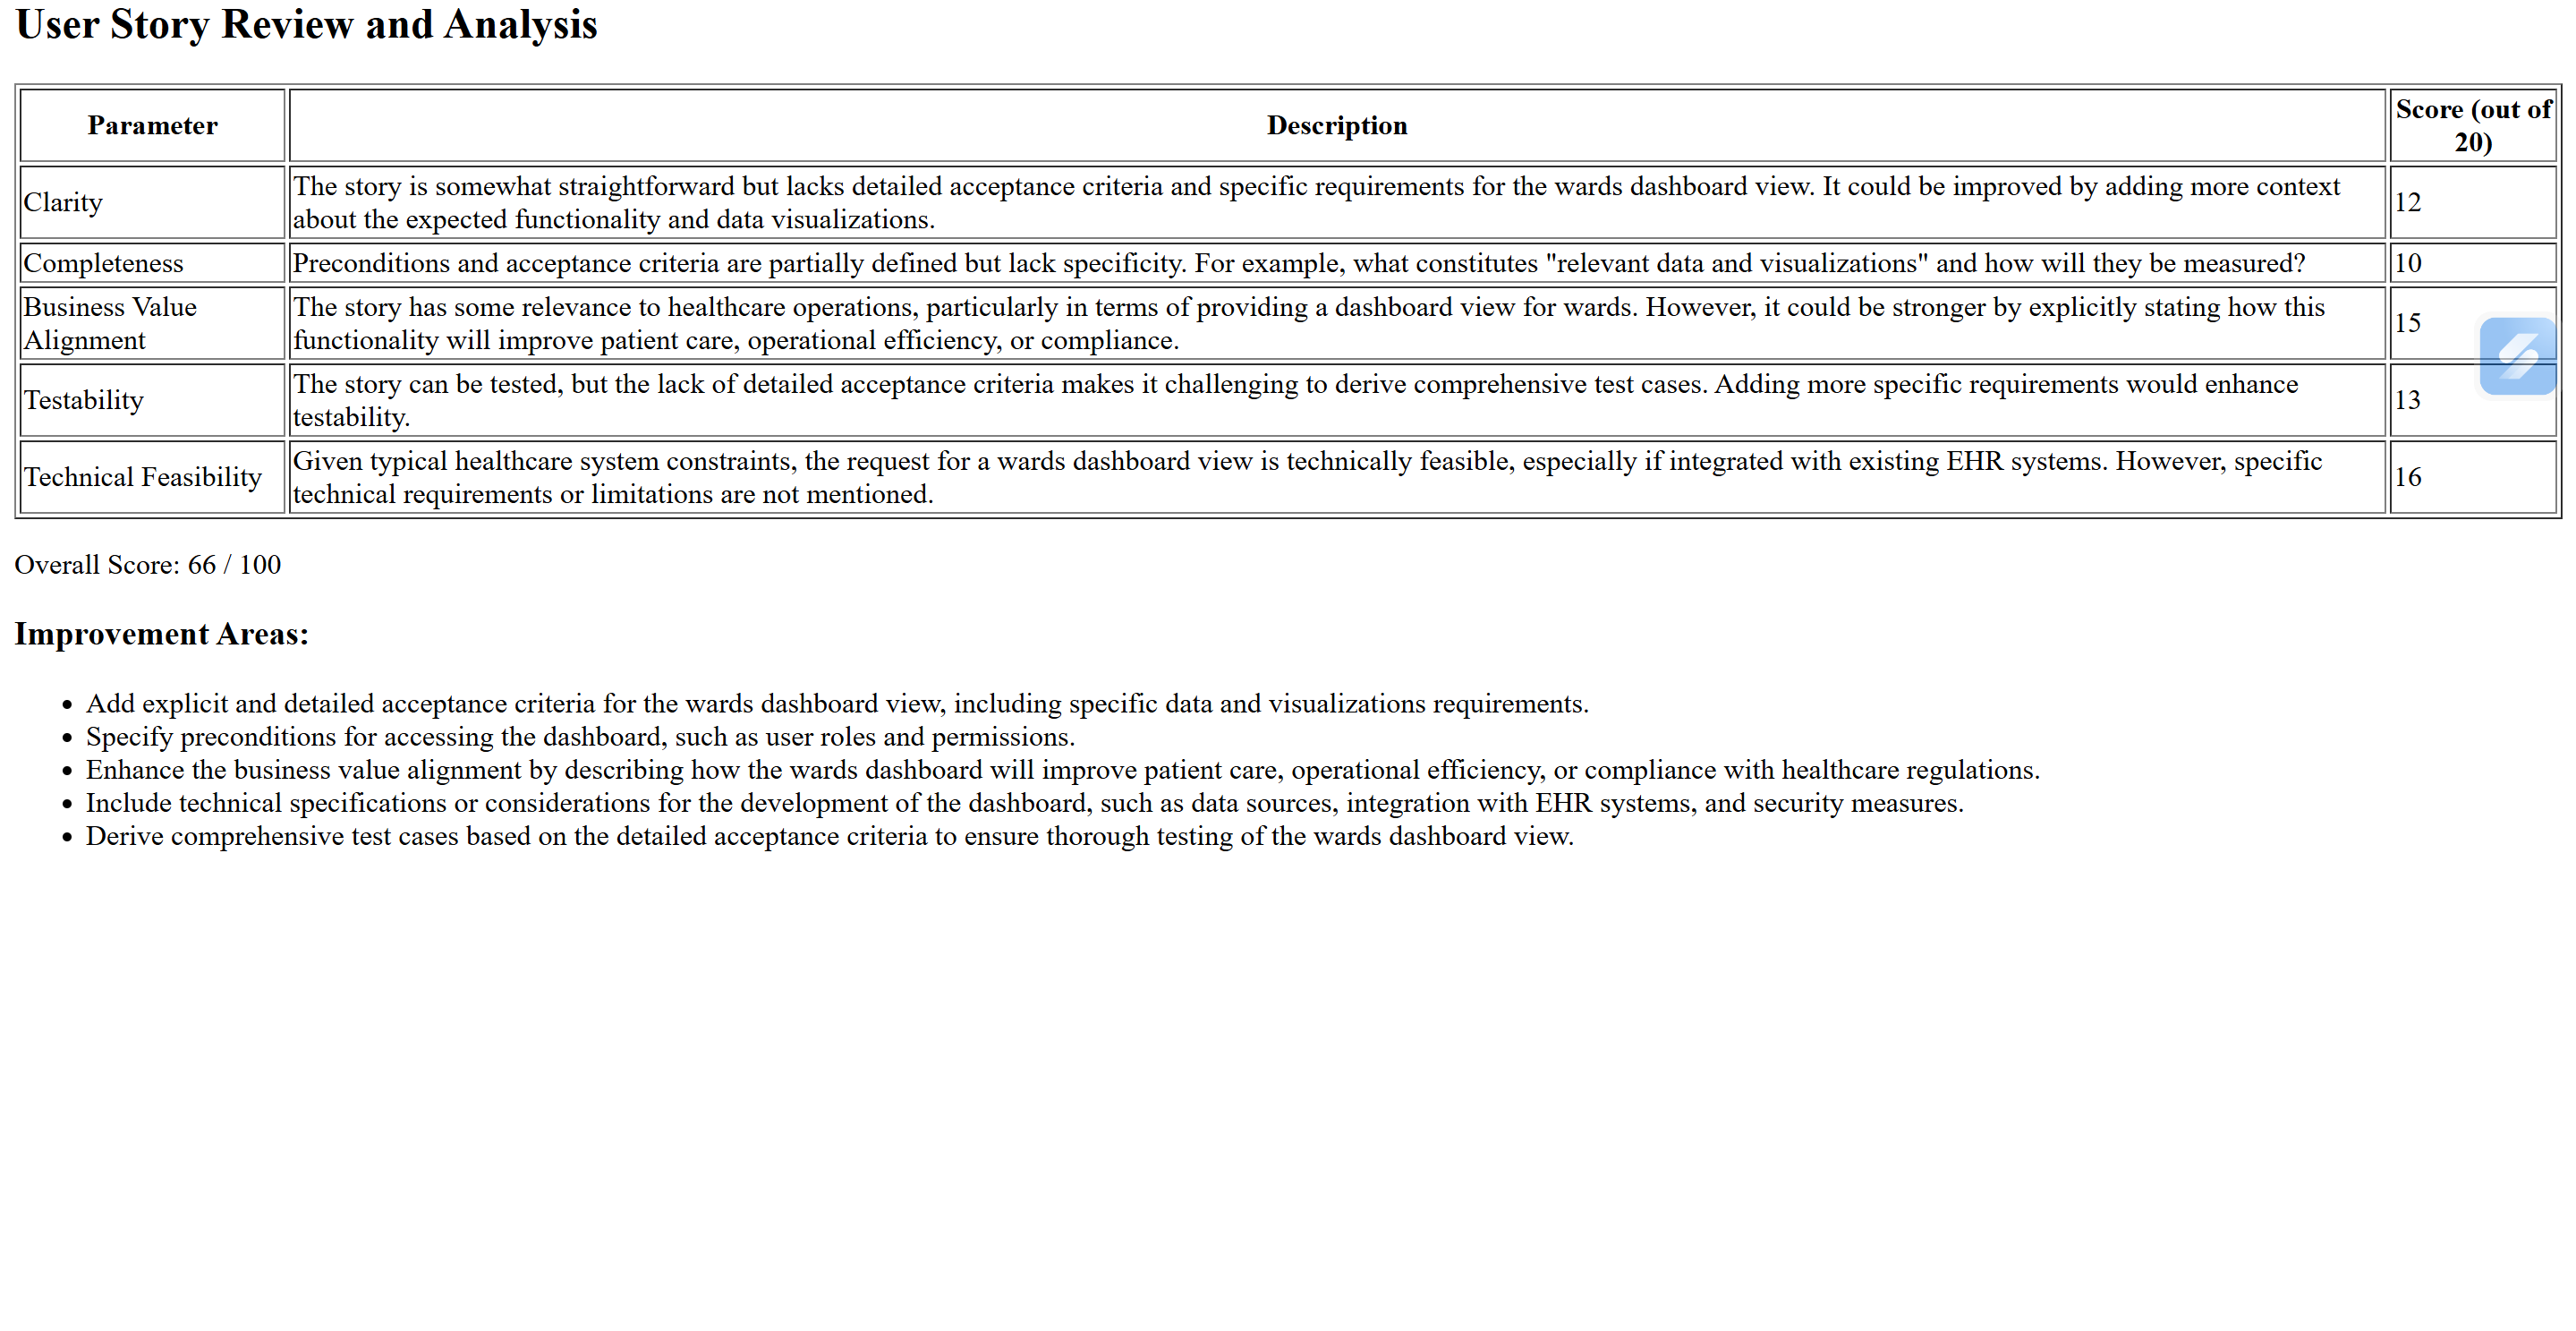 User Story Review and Analysis
Parameter
Description
Score (out of
20)
Clarity
The story is somewhat straightforward but lacks detailed acceptance criteria and specific requirements for the wards dashboard view. It could be improved by adding more context
about the expected functionality and data visualizations.
12
Completeness
Preconditions and acceptance criteria are partially defined but lack specificity. For example, what constitutes "relevant data and visualizations" and how will they be measured?
10
Business Value
Alignment
The story has some relevance to healthcare operations, particularly in terms of providing a dashboard view for wards. However, it could be stronger by explicitly stating how this
functionality will improve patient care, operational efficiency, or compliance.
15
Testability
The story can be tested, but the lack of detailed acceptance criteria makes it challenging to derive comprehensive test cases. Adding more specific requirements would enhance
testability.
13
Technical Feasibility
Given typical healthcare system constraints, the request for a wards dashboard view is technically feasible, especially if integrated with existing EHR systems. However, specific
technical requirements or limitations are not mentioned.
16
Overall Score: 66 / 100
Improvement Areas:
• Add explicit and detailed acceptance criteria for the wards dashboard view, including specific data and visualizations requirements.
• Specify preconditions for accessing the dashboard, such as user roles and permissions.
• Enhance the business value alignment by describing how the wards dashboard will improve patient care, operational efficiency, or compliance with healthcare regulations.
• Include technical specifications or considerations for the development of the dashboard, such as data sources, integration with EHR systems, and security measures.
• Derive comprehensive test cases based on the detailed acceptance criteria to ensure thorough testing of the wards dashboard view.